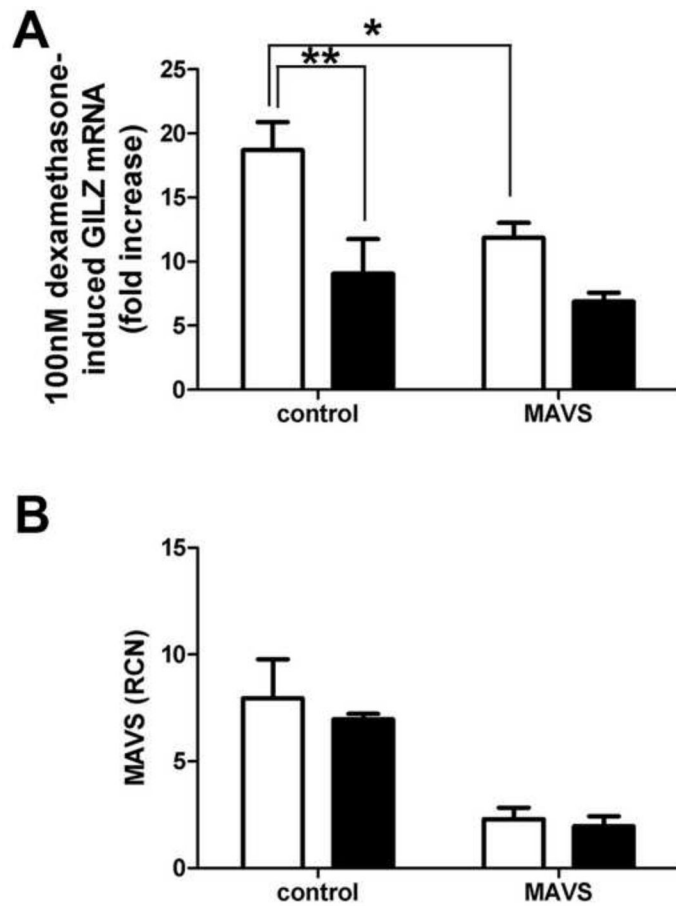 A
100nM dexamethasone-
induced GILZ mRNA
(fold increase)
*
**
25
20
15
10
5
0
control MAVS
B
MAVS (RCN)
15
10
5
0
control MAVS